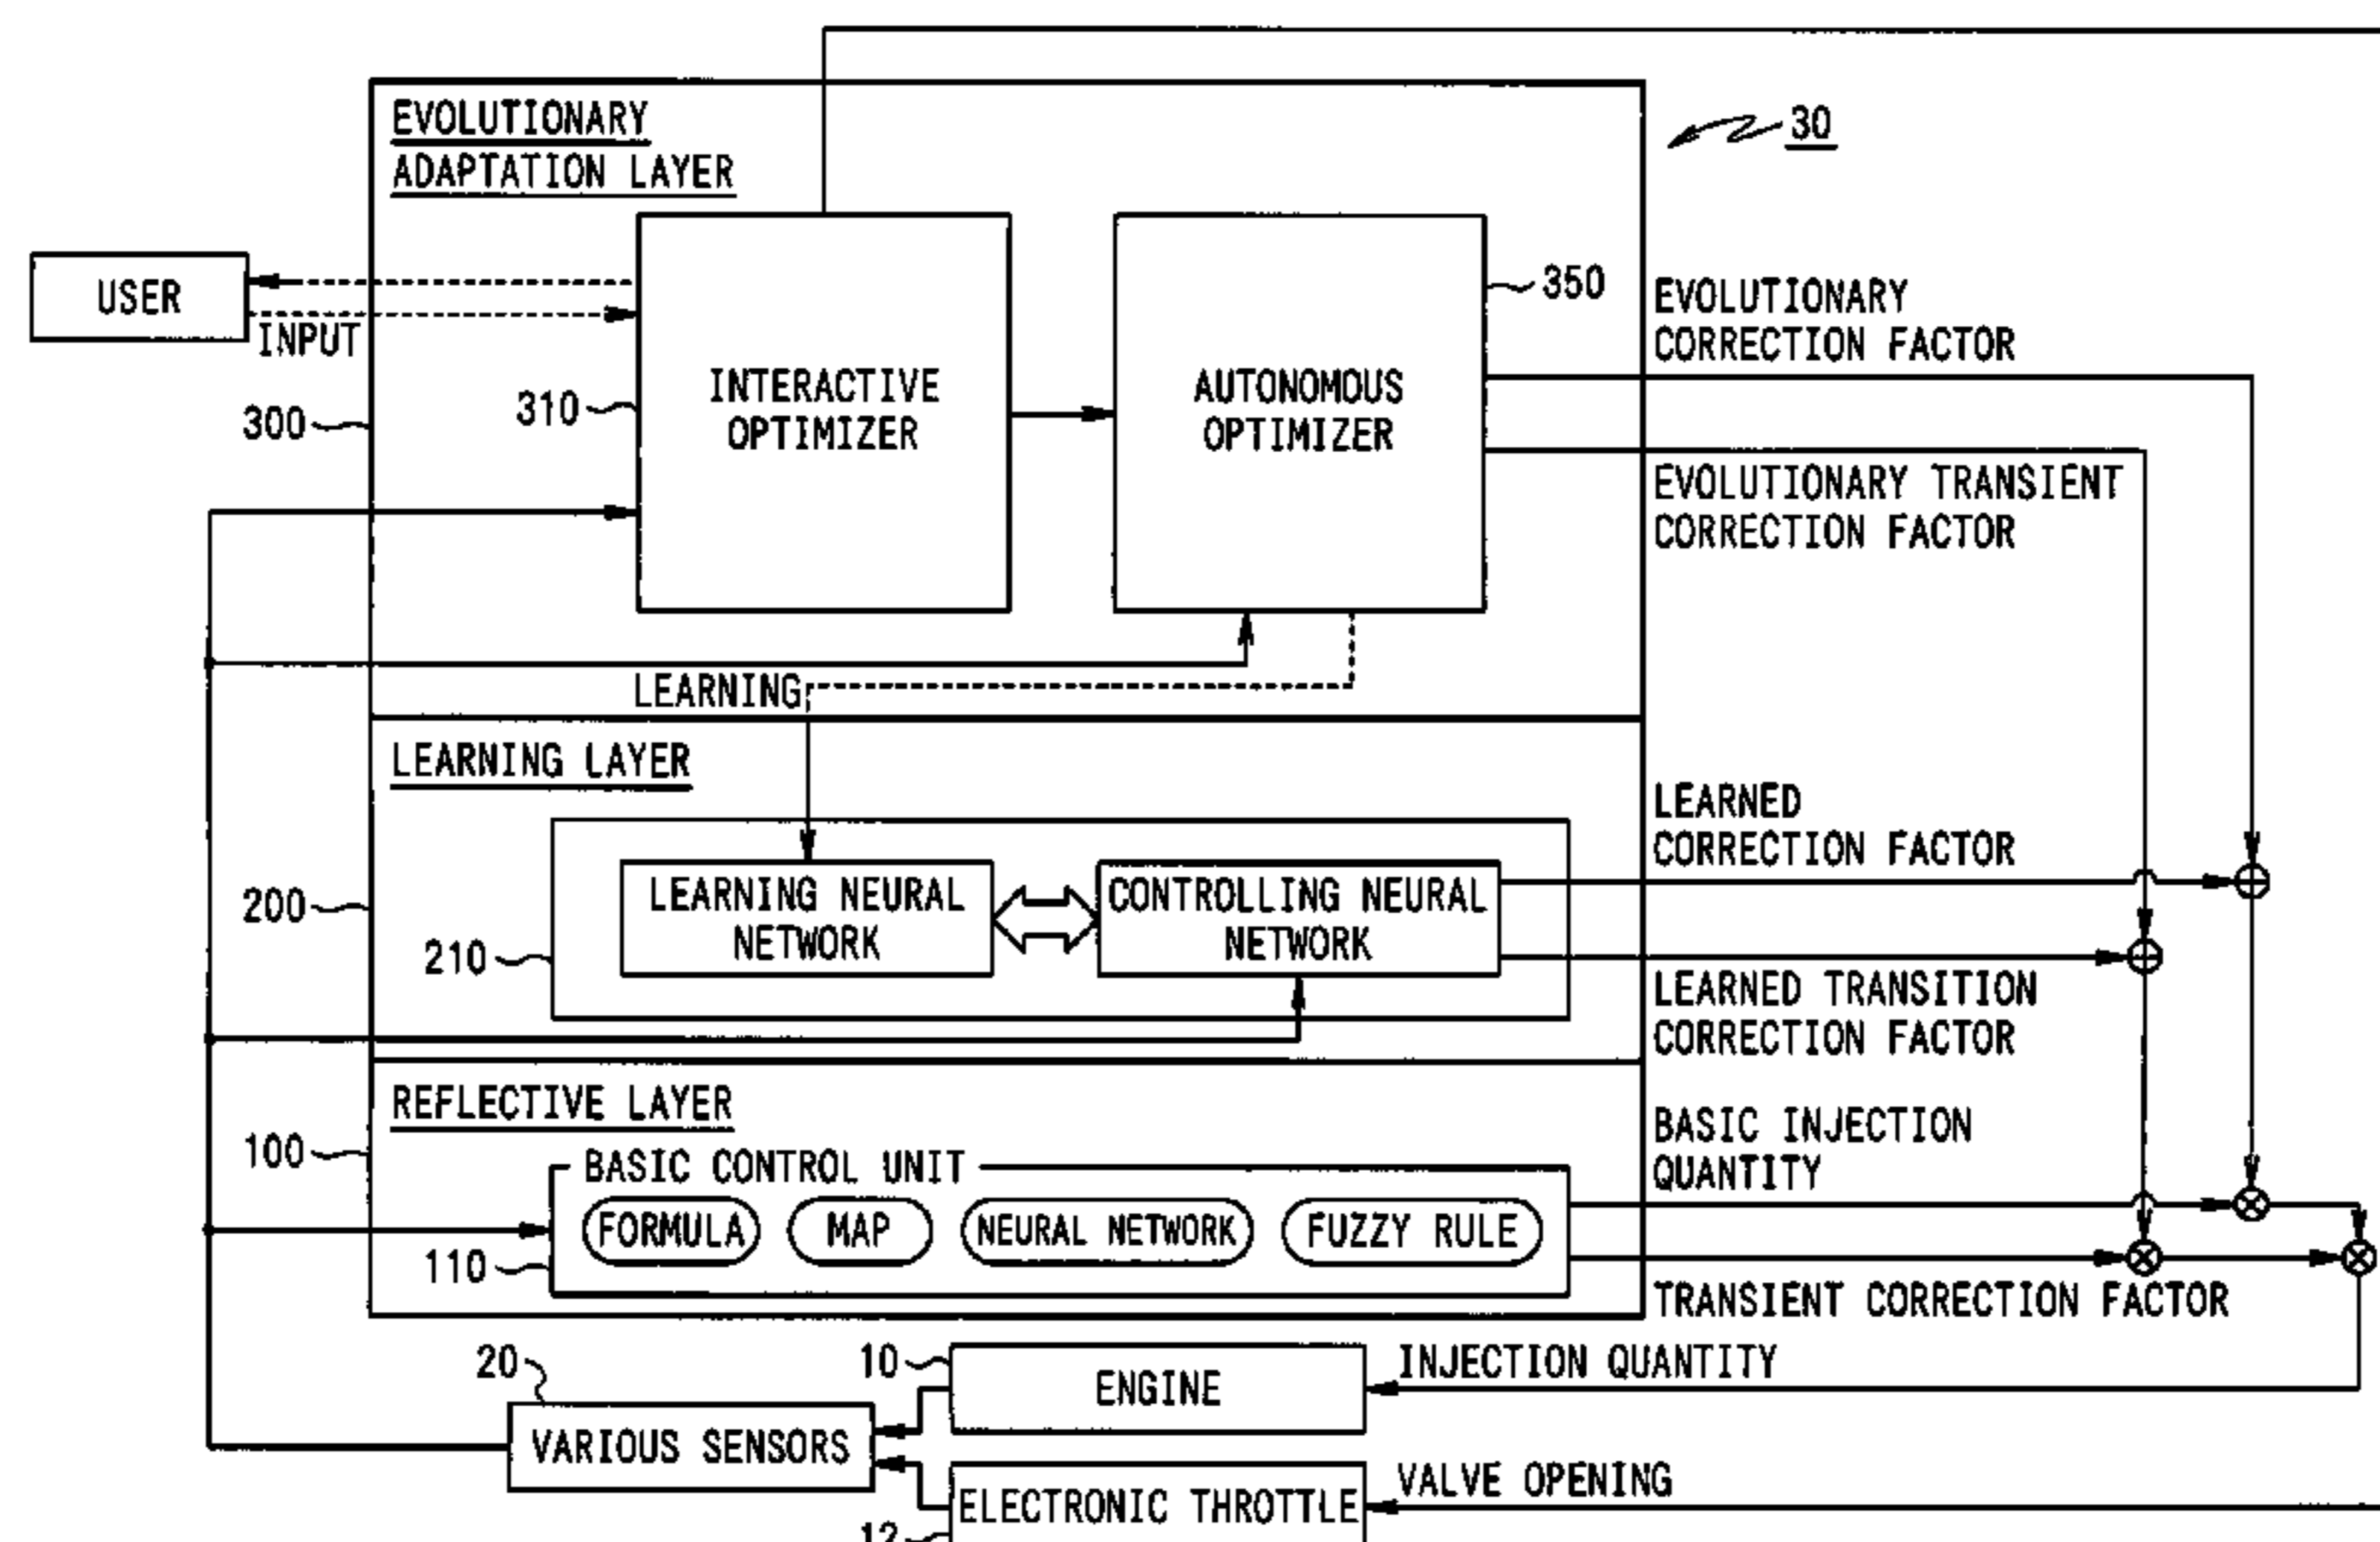 EVOLUTIONARY
ADAPTATION LAYER
30
USER
INPUT
300
310
INTERACTIVE
OPTIMIZER
AUTONOMOUS
OPTIMIZER
350
EVOLUTIONARY
CORRECTION FACTOR
EVOLUTIONARY TRANSIENT
CORRECTION FACTOR
LEARNING
LEARNING LAYER
200
210
LEARNING NEURAL
NETWORK
CONTROLLING NEURAL
NETWORK
LEARNED
CORRECTION FACTOR
LEARNED TRANSITION
CORRECTION FACTOR
REFLECTIVE LAYER
100
BASIC CONTROL UNIT
FORMULA
MAP
NEURAL NETWORK
FUZZY RULE
110
BASIC INJECTION
QUANTITY
TRANSIENT CORRECTION FACTOR
20
VARIOUS SENSORS
10
ENGINE
INJECTION QUANTITY
ELECTRONIC THROTTLE
VALVE OPENING
12